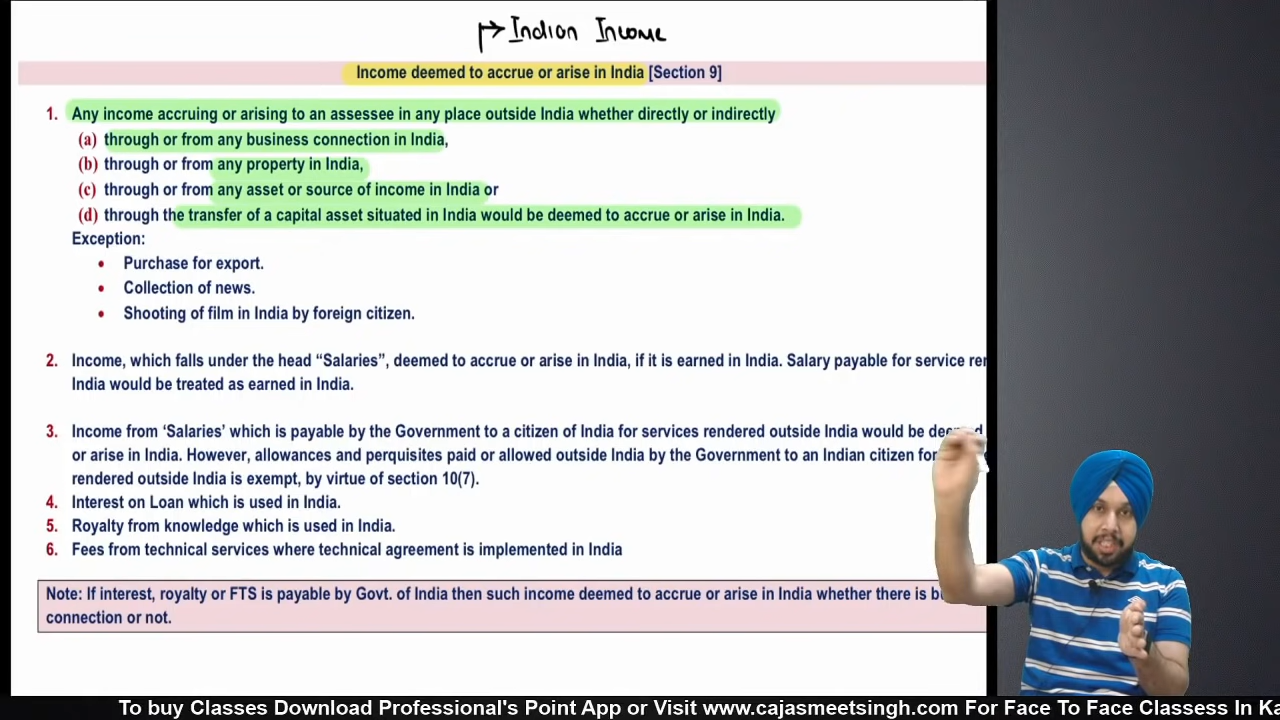 Indian Income
Income deemed to accrue or arise in India [Section 9]
1. Any income accruing or arising to an assessee in any place outside India whether directly or indirectly
(a) through or from any business connection in India,
(b) through or from any property in India,
(c) through or from any asset or source of income in India or
(d) through the transfer of a capital asset situated in India would be deemed to accrue or arise in India.
Exception:
• Purchase for export.
• Collection of news.
• Shooting of film in India by foreign citizen.
2. Income, which falls under the head “Salaries”, deemed to accrue or arise in India, if it is earned in India. Salary payable for service
India would be treated as earned in India.
3. Income from ‘Salaries’ which is payable by the Government to a citizen of India for services rendered outside India would be
or arise in India. However, allowances and perquisites paid or allowed outside India by the Government to an Indian citizen for
rendered outside India is exempt, by virtue of section 10(7).
4. Interest on Loan which is used in India.
5. Royalty from knowledge which is used in India.
6. Fees from technical services where technical agreement is implemented in India
Note: If interest, royalty or FTS is payable by Govt. of India then such income deemed to accrue or arise in India whether there is
connection or not.
To buy Classes Download Professional's Point App or Visit www.cajasmeetsingh.com For Face To Face Classess In